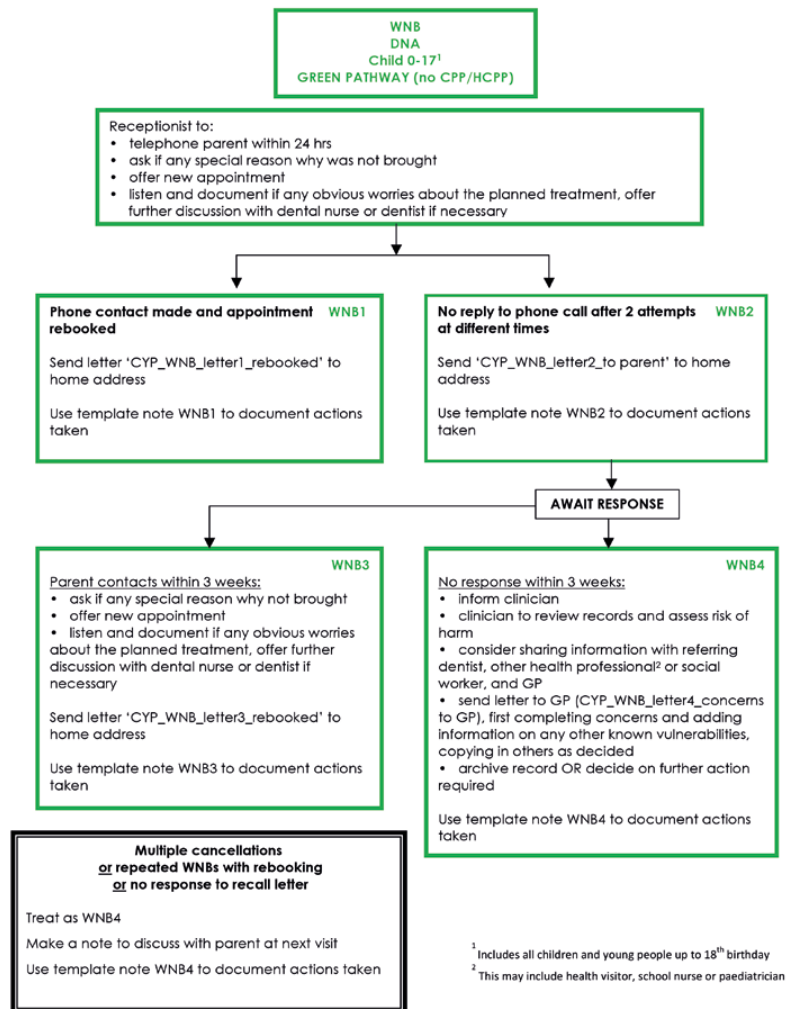 WNB
DNA
Child 0-17¹
GREEN PATHWAY (no CPP/HCPP)
Receptionist to:
• telephone parent within 24 hrs
• ask if any special reason why was not brought
• offer new appointment
• listen and document if any obvious worries about the planned treatment, offer
further discussion with dental nurse or dentist if necessary
Phone contact made and appointment WNB1
rebooked
Send letter ‘CYP_WNB_letter1_rebooked’ to
home address
Use template note WNB1 to document actions
taken
No reply to phone call after 2 attempts WNB2
at different times
Send ‘CYP_WNB_letter2_to parent’ to home
address
Use template note WNB2 to document actions
taken
AWAIT RESPONSE
WNB3
Parent contacts within 3 weeks:
• ask if any special reason why not brought
• offer new appointment
• listen and document if any obvious worries
about the planned treatment, offer further
discussion with dental nurse or dentist if
necessary
Send letter ‘CYP_WNB_letter3_rebooked’ to
home address
Use template note WNB3 to document actions
taken
WNB4
No response within 3 weeks:
• inform clinician
• clinician to review records and assess risk of
harm
• consider sharing information with referring
dentist, other health professional² or social
worker, and GP
• send letter to GP (CYP_WNB_letter4_concerns
to GP), first completing concerns and adding
information on any other known vulnerabilities,
copying in others as decided
• archive record OR decide on further action
required
Use template note WNB4 to document actions
taken
Multiple cancellations
or repeated WNBs with rebooking
or no response to recall letter
Treat as WNB4
Make a note to discuss with parent at next visit
Use template note WNB4 to document actions taken
¹ Includes all children and young people up to 18th birthday
² This may include health visitor, school nurse or paediatrician